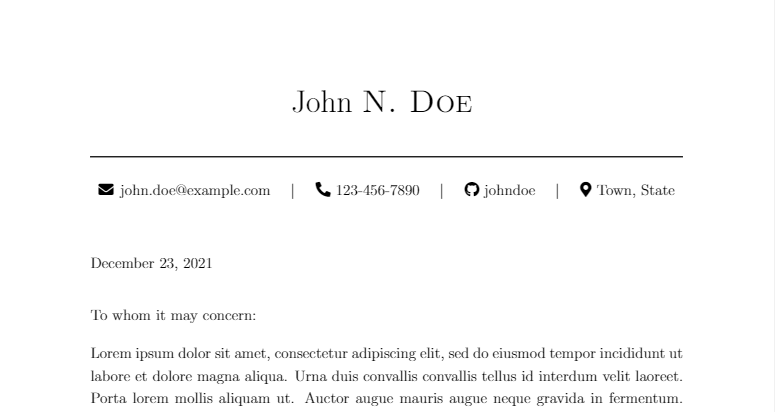 John N. Doe
john.doe@example.com | 123-456-7890 | johndoe | Town, State
December 23, 2021
To whom it may concern:
Lorem ipsum dolor sit amet, consectetur adipiscing elit, sed do eiusmod tempor incididunt ut
labore et dolore magna aliqua. Urna duis convallis convallis tellus id interdum velit laoreet.
Porta lorem mollis aliquam ut. Auctor augue mauris augue neque gravida in fermentum.